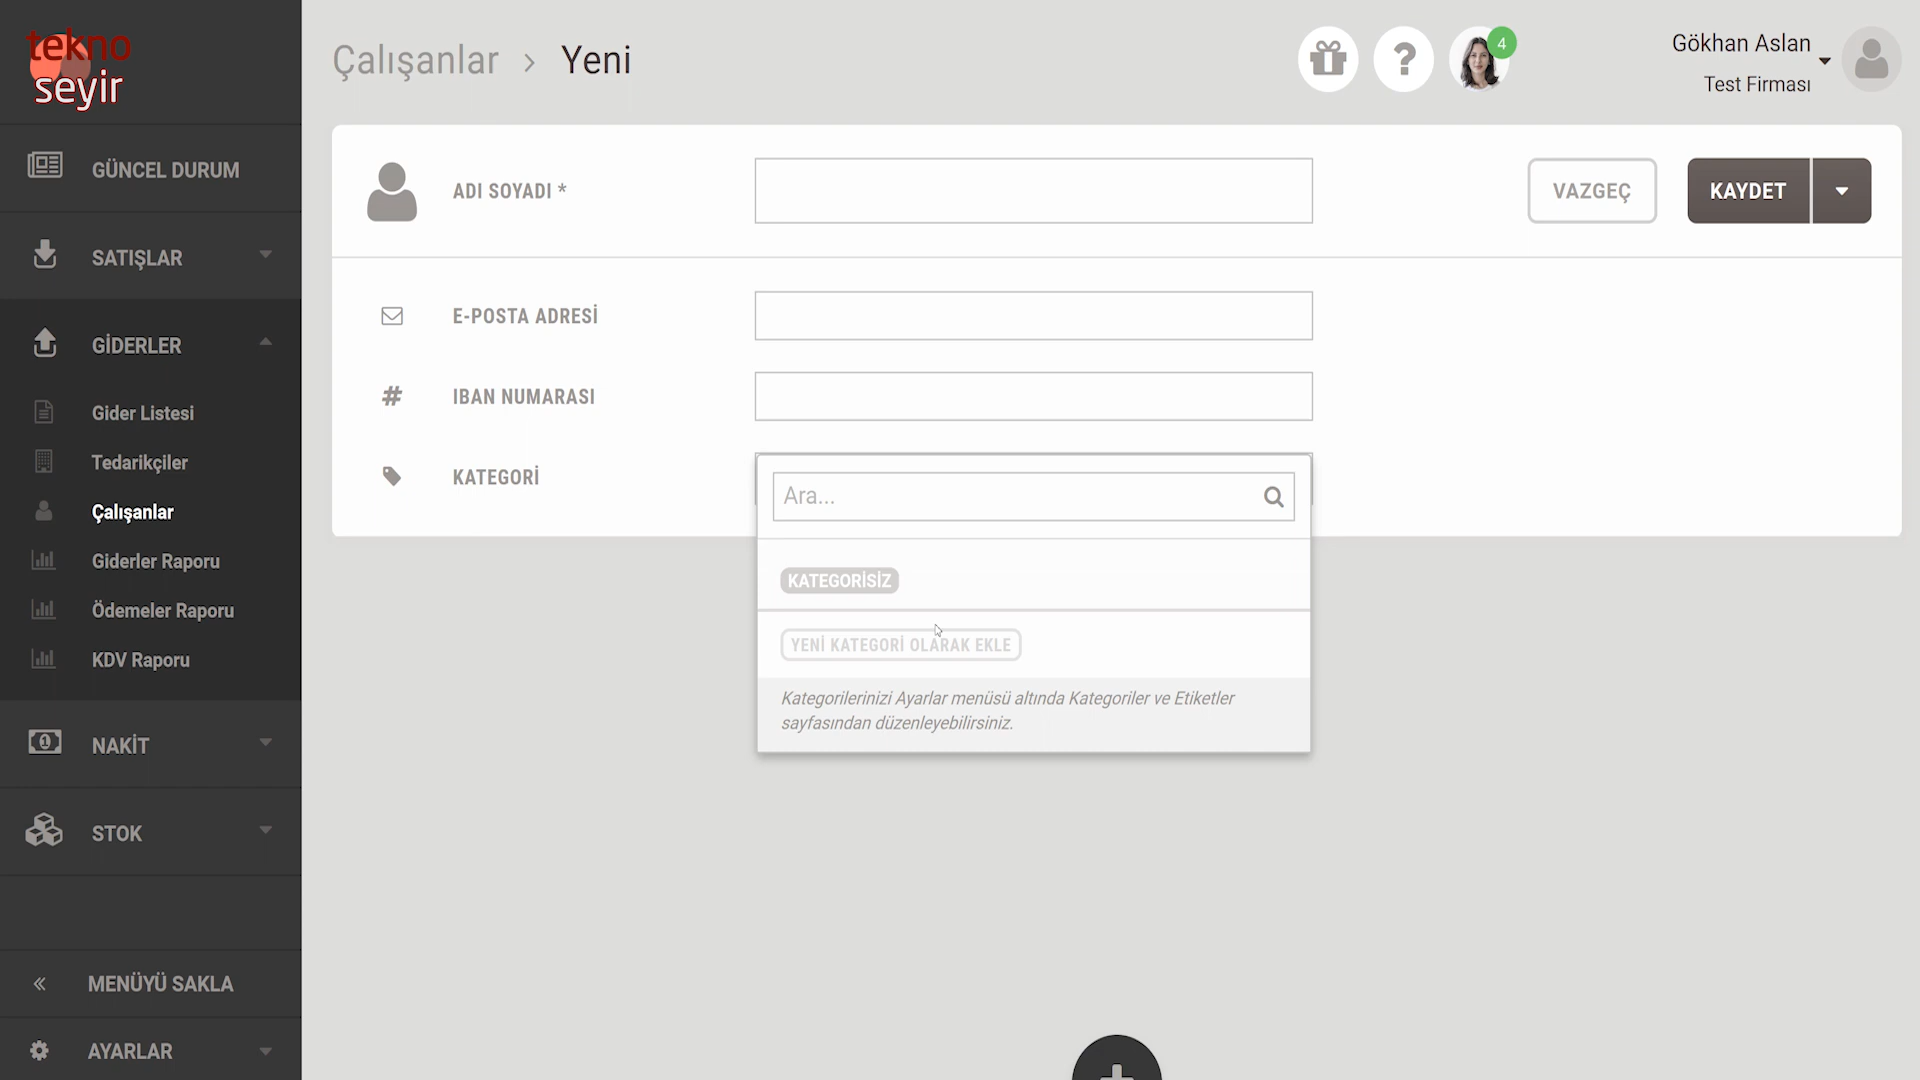 tekno
seyir
GÜNCEL DURUM
SATIŞLAR
GİDERLER
Gider Listesi
Tedarikçiler
Çalışanlar
Giderler Raporu
Ödemeler Raporu
KDV Raporu
NAKİT
STOK
MENÜYÜ SAKLA
AYARLAR
Çalışanlar › Yeni
4
Gökhan Aslan
Test Firması
ADI SOYADI *
VAZGEÇ
KAYDET
E-POSTA ADRESİ
IBAN NUMARASI
KATEGORİ
Ara...
KATEGORİSİZ
YENİ KATEGORİ OLARAK EKLE
Kategorilerinizi Ayarlar menüsü altında Kategoriler ve Etiketler
sayfasından düzenleyebilirsiniz.